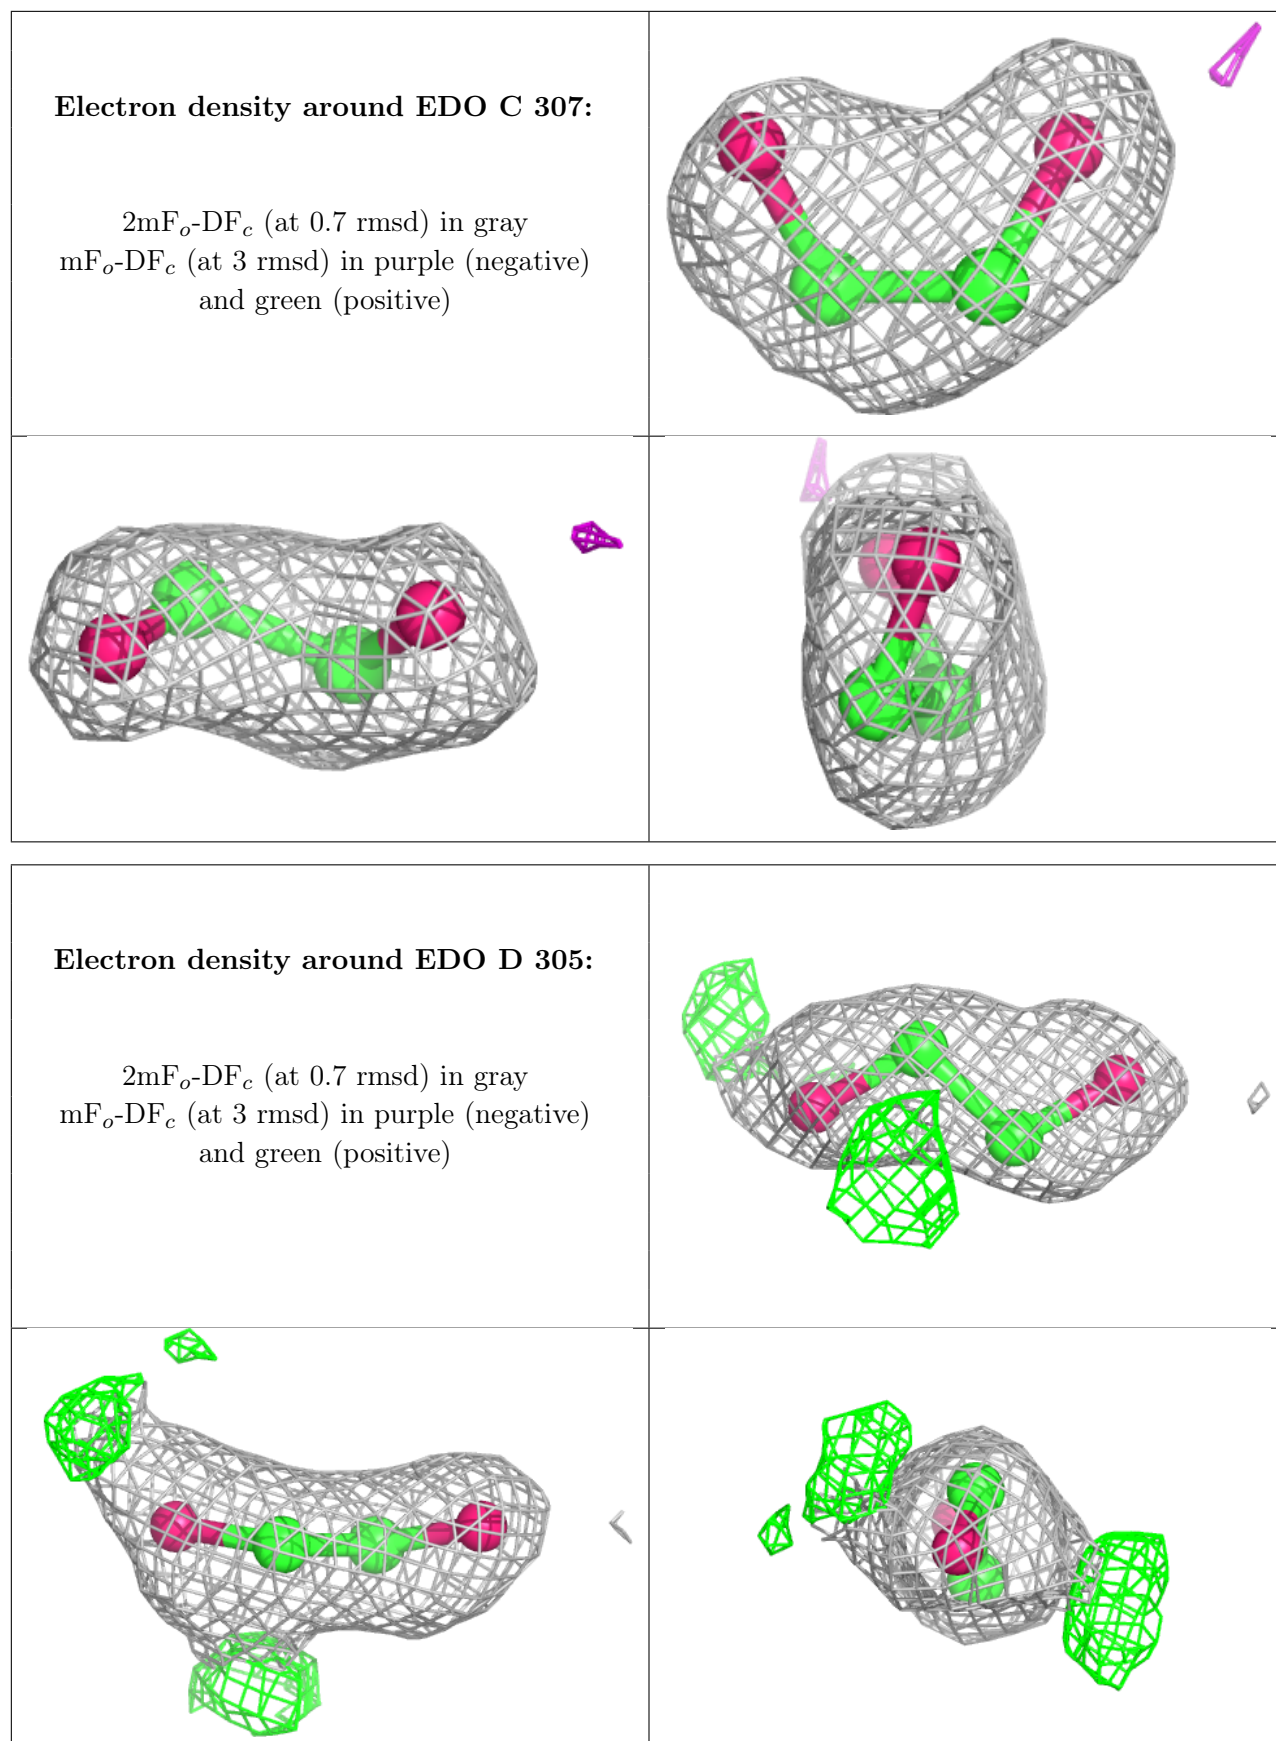 Electron density around EDO C 307:
2mFo-DFc (at 0.7 rmsd) in gray
mFo-DFc (at 3 rmsd) in purple (negative)
and green (positive)
Electron density around EDO D 305:
2mFo-DFc (at 0.7 rmsd) in gray
mFo-DFc (at 3 rmsd) in purple (negative)
and green (positive)